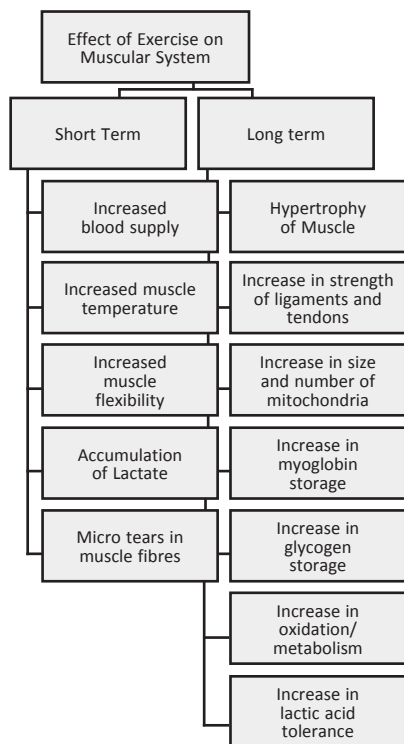 Effect of Exercise on
Muscular System
Short Term
Increased
blood supply
Increased muscle
temperature
Increased
muscle
flexibility
Accumulation
of Lactate
Micro tears in
muscle fibres
Long term
Hypertrophy
of Muscle
Increase in strength
of ligaments and
tendons
Increase in size
and number of
mitochondria
Increase in
myoglobin
storage
Increase in
glycogen
storage
Increase in
oxidation/
metabolism
Increase in
lactic acid
tolerance